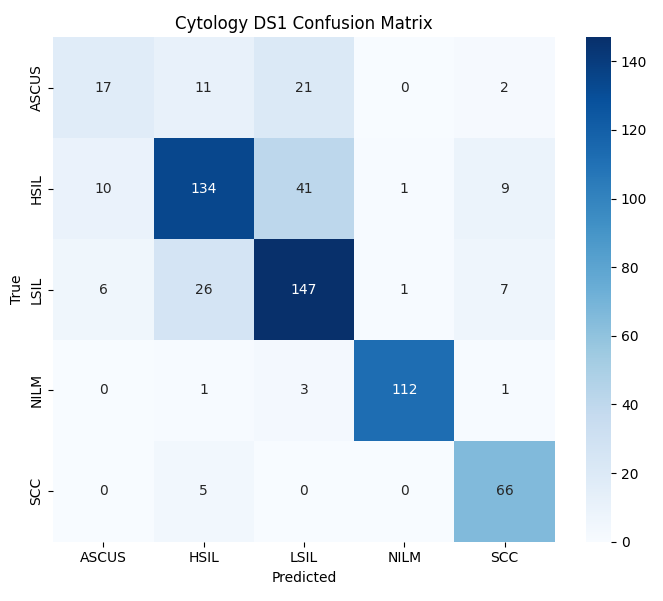 Cytology DS1 Confusion Matrix
ASCUS 17 11 21 0 2
HSIL 10 134 41 1 9
LSIL 6 26 147 1 7
NILM 0 1 3 112 1
SCC 0 5 0 0 66
True
ASCUS HSIL LSIL NILM SCC
Predicted
140
120
100
80
60
40
20
0